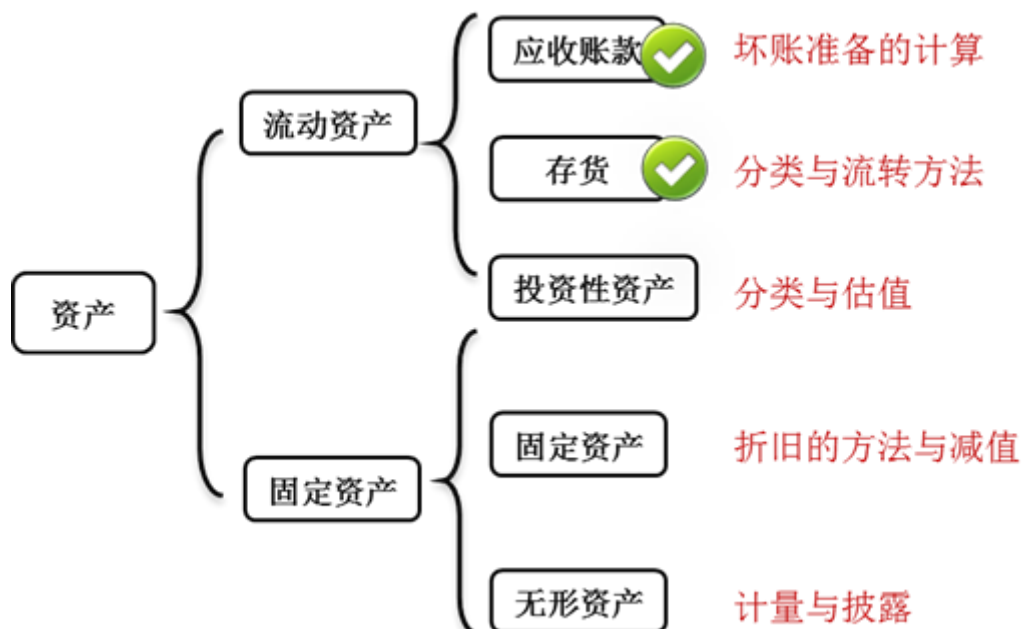 应收账款 坏账准备的计算
流动资产
存货 分类与流转方法
投资性资产 分类与估值
资产
固定资产 折旧的方法与减值
固定资产
无形资产 计量与披露